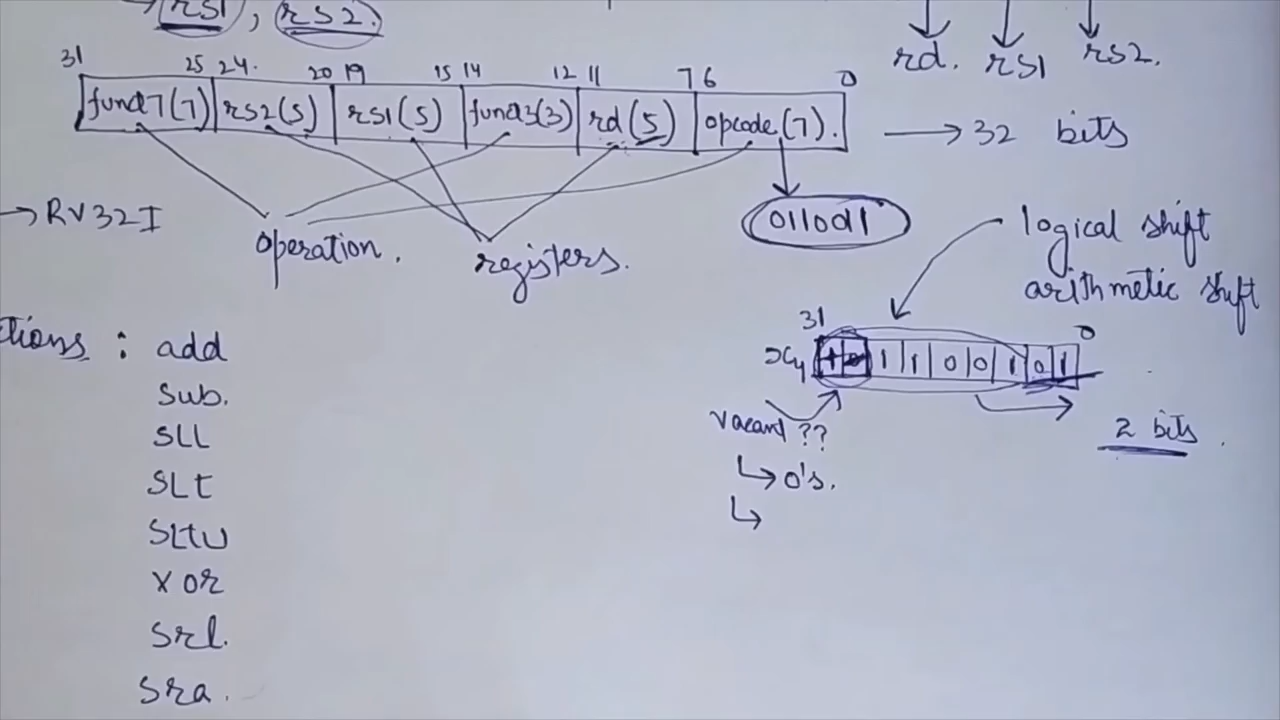 rs1, rs2.
rd. rs1 rs2.
31 25 24 20 19 15 14 12 11 7 6 0
funct7(7) rs2(5) rs1(5) funct3(3) rd(5) opcode(7).
→ 32 bits
→ RV32I
operation.
registers.
0110011
logical shift
arithmetic shift
ctions : add
sub.
SLL
SLt
SLtu
xor
srl.
sra.
31 0
x4 1 0 1 1 0 0 1 0 1
vacant ??
↳ 0's.
↳
2 bits.